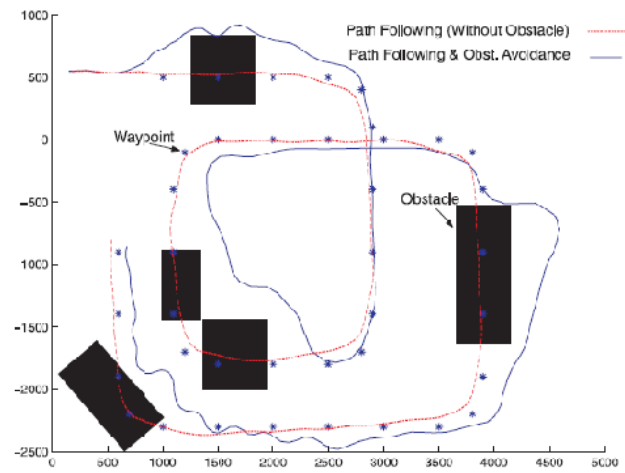 1000
Path Following (Without Obstacle)
Path Following & Obst. Avoidance
500
Waypoint
0
Obstacle
-500
1000
-1500
-2000
-2500
0 500 1000 1500 2000 2500 3000 3500 4000 4500 5000